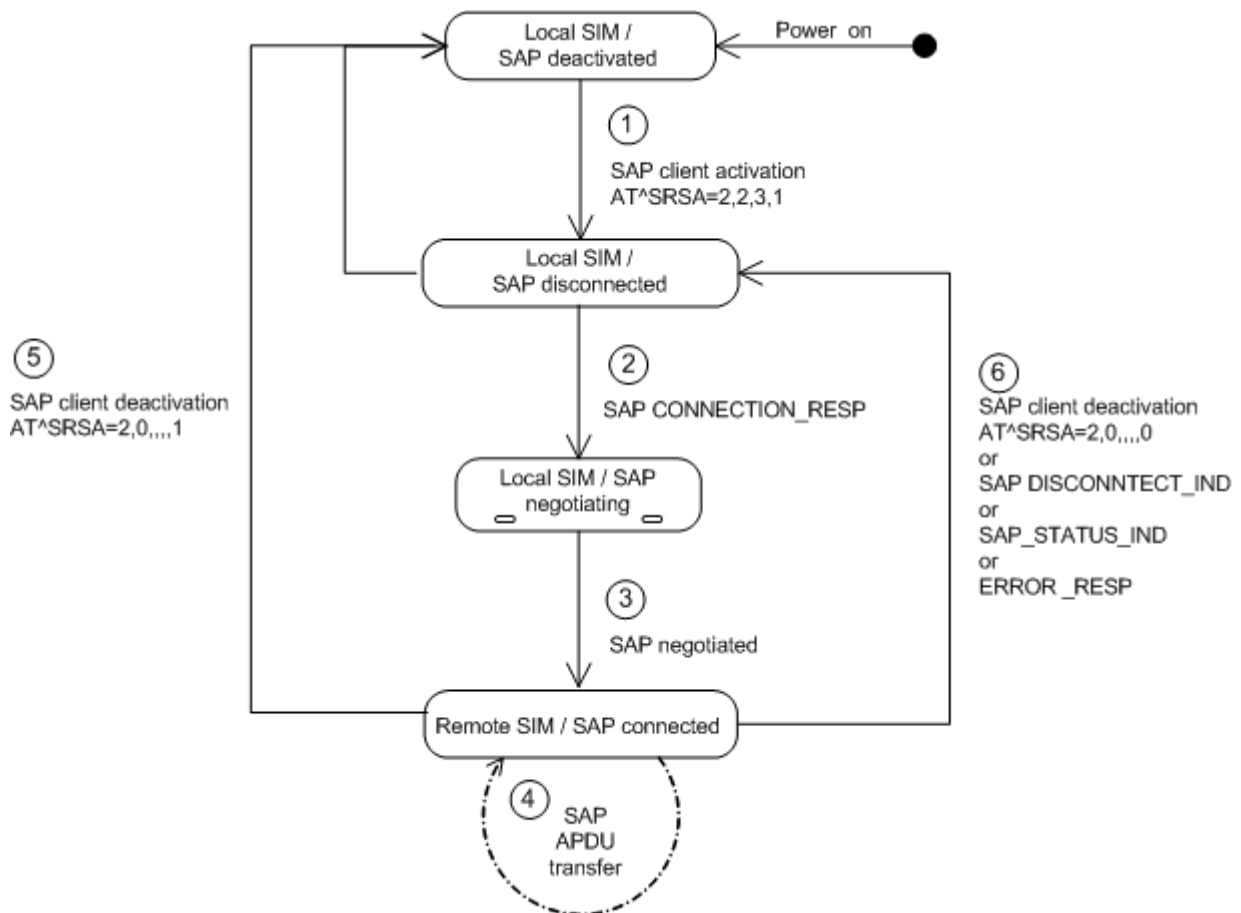 Local SIM /
SAP deactivated
Power on
1
SAP client activation
AT^SRSA=2,2,3,1
Local SIM /
SAP disconnected
2
SAP CONNECTION_RESP
5
SAP client deactivation
AT^SRSA=2,0,,,,1
6
SAP client deactivation
AT^SRSA=2,0,,,,0
or
SAP DISCONNTECT_IND
or
SAP_STATUS_IND
or
ERROR _RESP
Local SIM / SAP
negotiating
3
SAP negotiated
Remote SIM / SAP connected
4
SAP
APDU
transfer